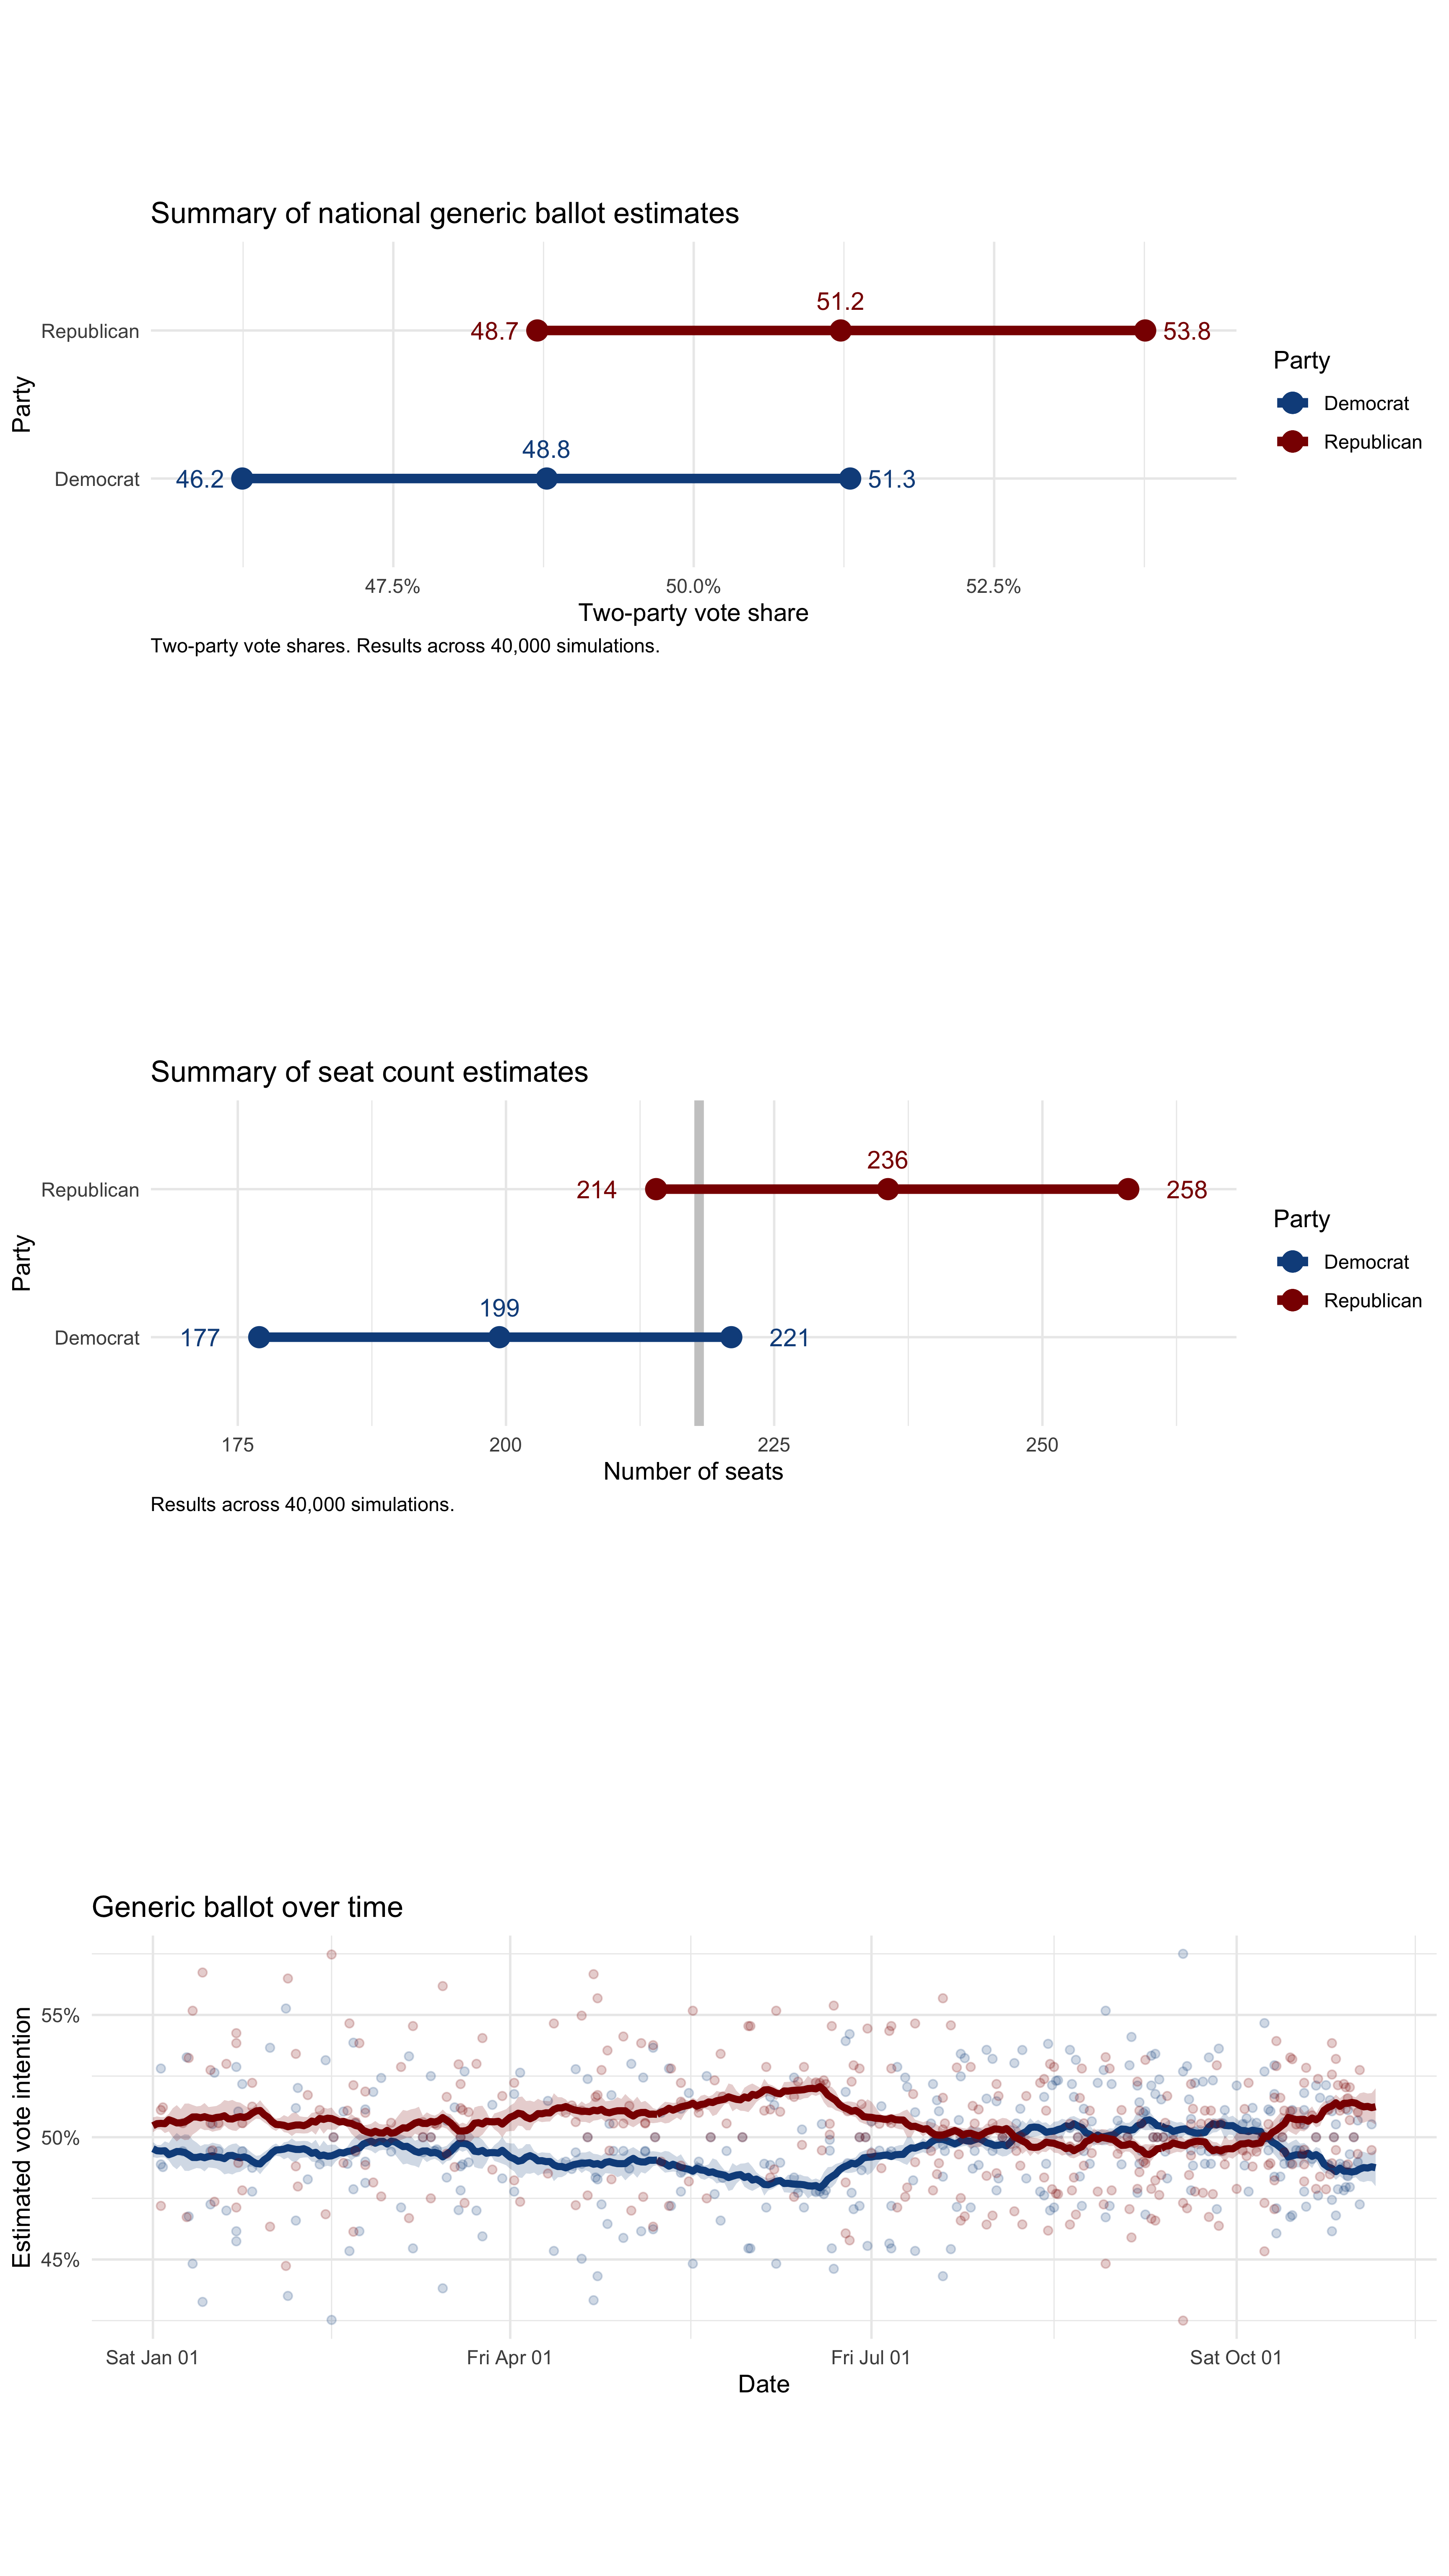 Summary of national generic ballot estimates
51.2
Republican
48.7
53.8
Party
Party
Democrat
Republican
48.8
Democrat
46.2
51.3
47.5%
50.0%
52.5%
Two-party vote share
Two-party vote shares. Results across 40,000 simulations.
Summary of seat count estimates
236
Republican
214
258
Party
Party
Democrat
Republican
199
Democrat
177
221
175
200
225
250
Number of seats
Results across 40,000 simulations.
Generic ballot over time
Estimated vote intention
55%
50%
45%
Sat Jan 01
Fri Apr 01
Fri Jul 01
Sat Oct 01
Date